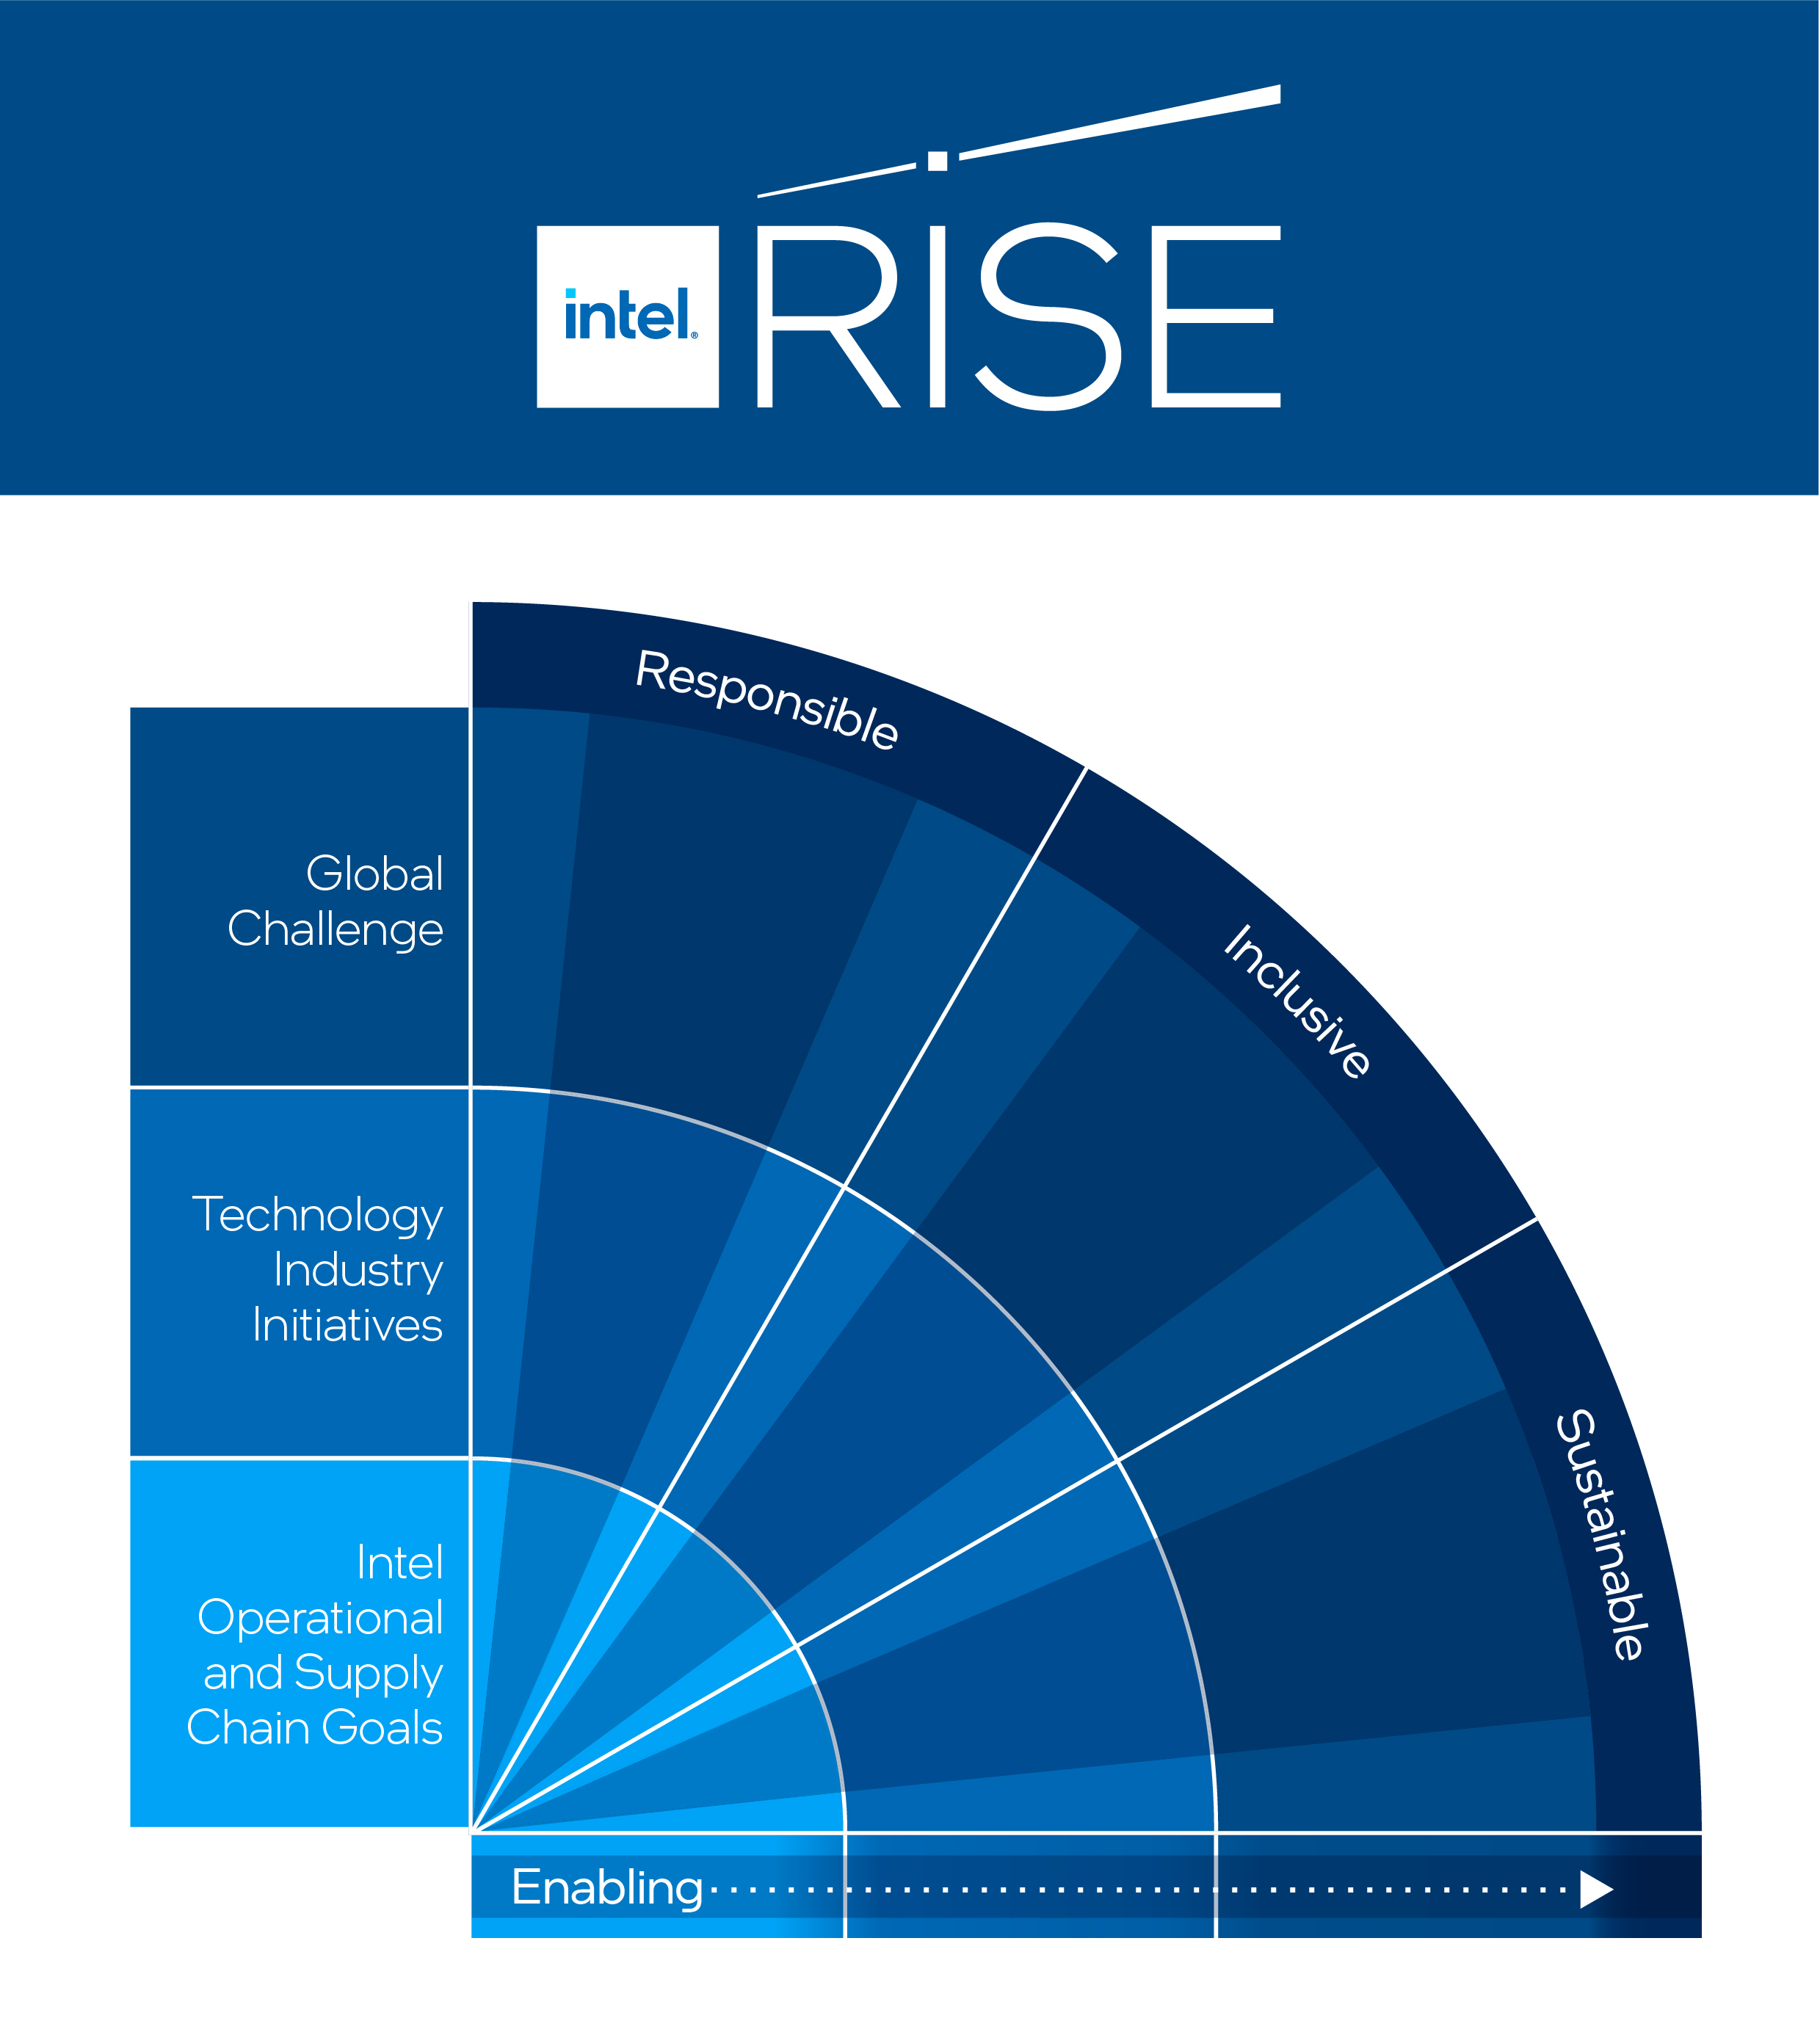 intel®
RISE
Responsible
Inclusive
Sustainable
Global
Challenge
Technology
Industry
Initiatives
Intel
Operational
and Supply
Chain Goals
Enabling